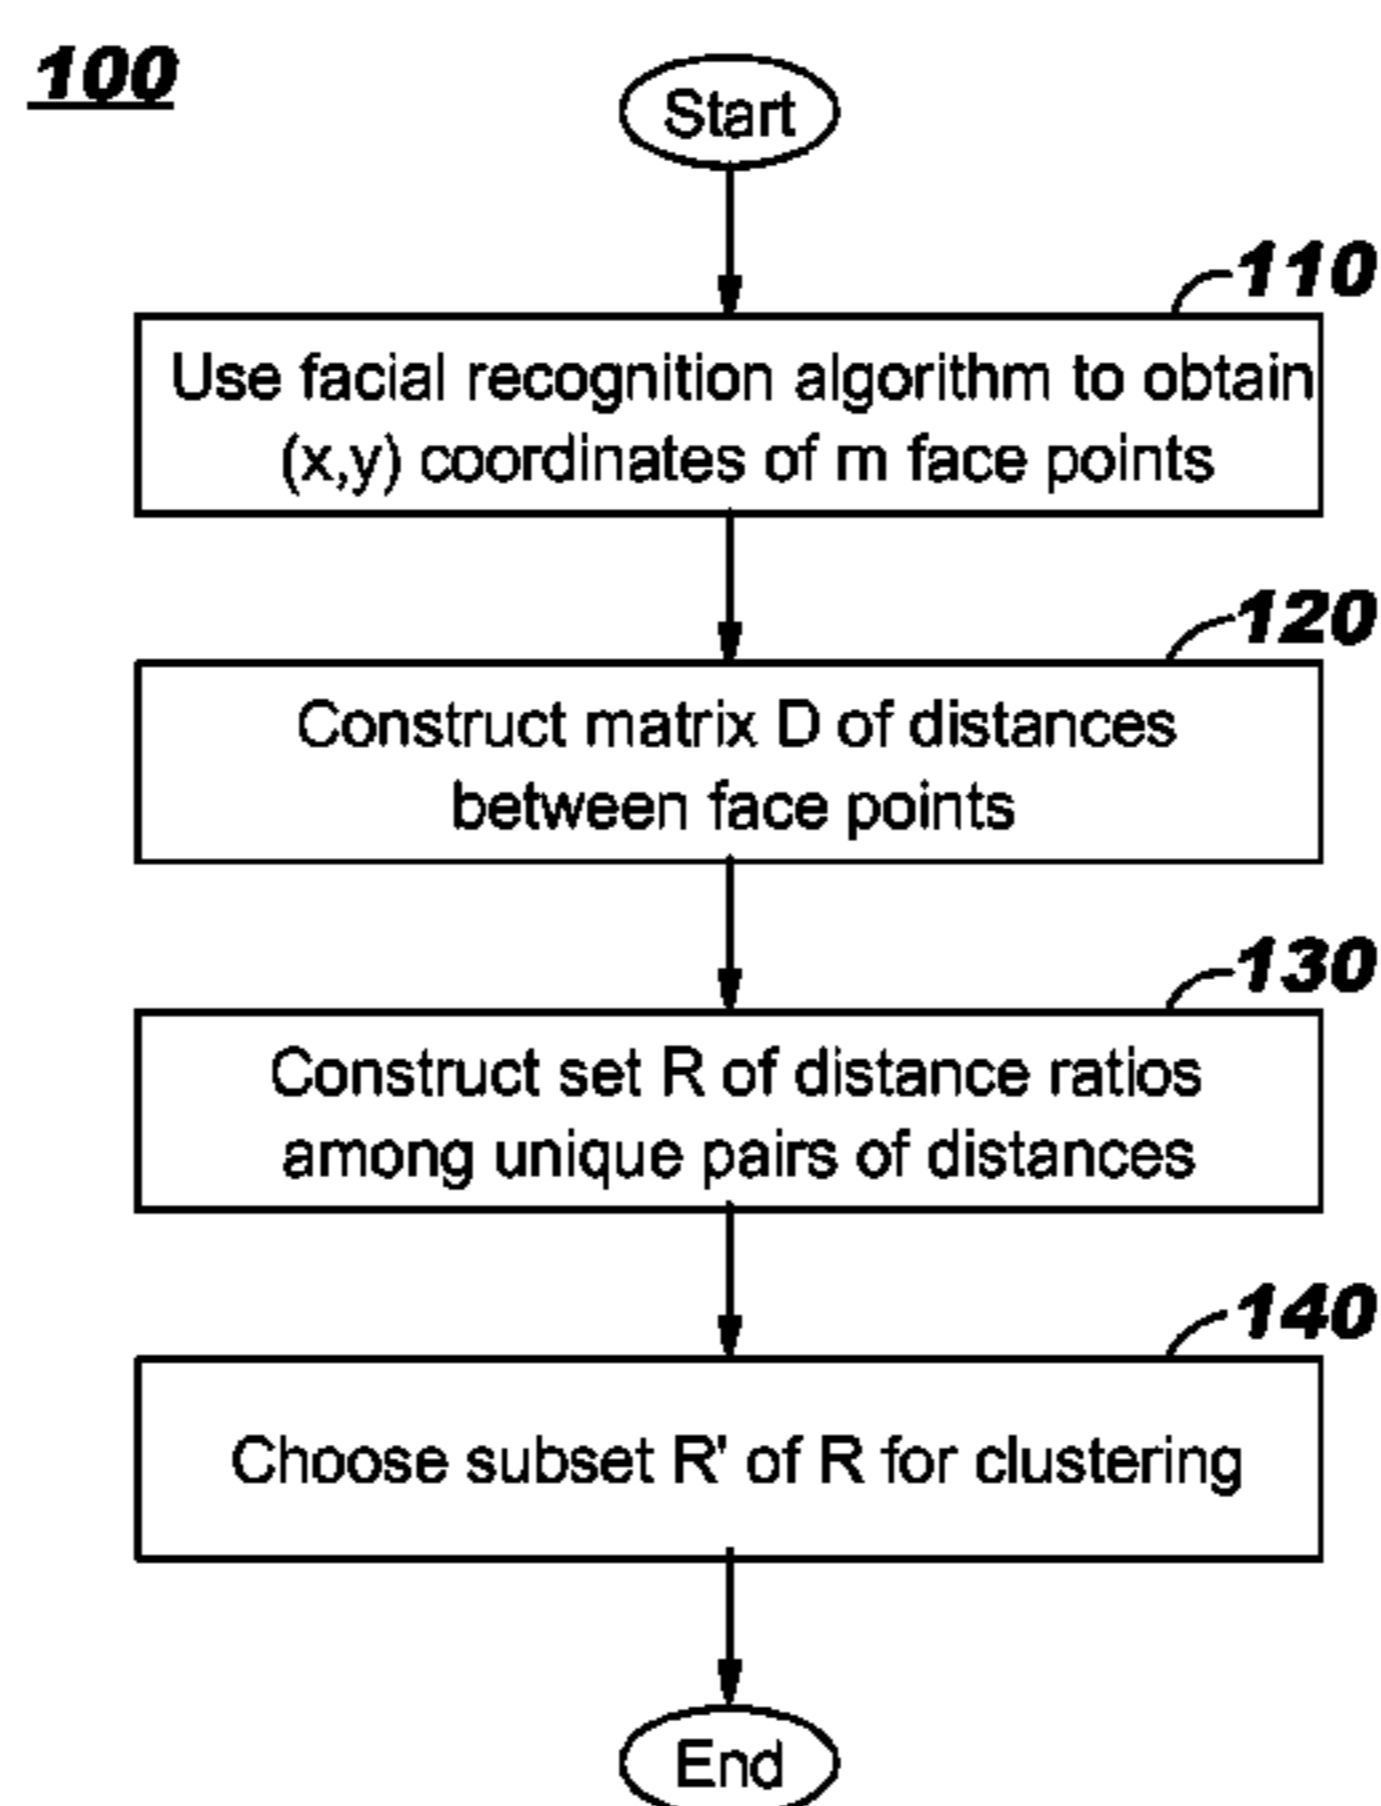 100
Start
110
Use facial recognition algorithm to obtain
(x,y) coordinates of m face points
120
Construct matrix D of distances
between face points
130
Construct set R of distance ratios
among unique pairs of distances
140
Choose subset R' of R for clustering
End